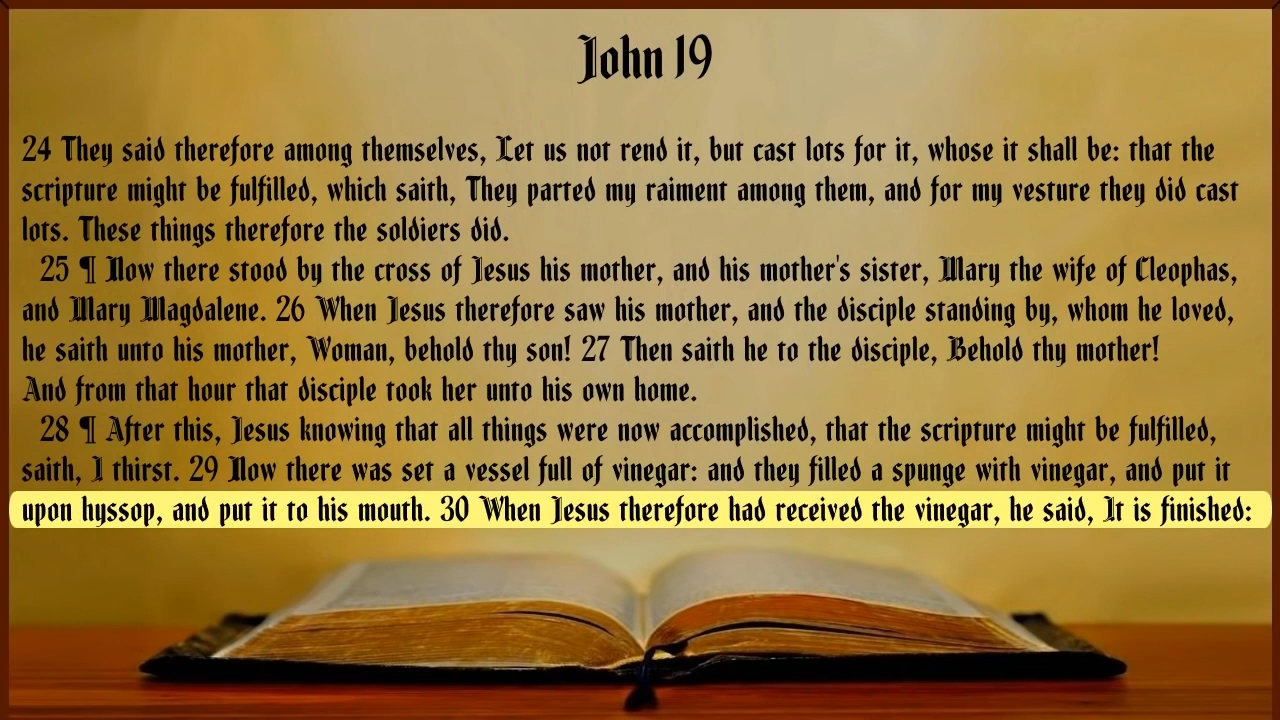 John 19
24 They said therefore among themselves, Let us not rend it, but cast lots for it, whose it shall be: that the
scripture might be fulfilled, which saith, They parted my raiment among them, and for my vesture they did cast
lots. These things therefore the soldiers did.
25 ¶ Now there stood by the cross of Jesus his mother, and his mother's sister, Mary the wife of Cleophas,
and Mary Magdalene. 26 When Jesus therefore saw his mother, and the disciple standing by, whom he loved,
he saith unto his mother, Woman, behold thy son! 27 Then saith he to the disciple, Behold thy mother!
And from that hour that disciple took her unto his own home.
28 ¶ After this, Jesus knowing that all things were now accomplished, that the scripture might be fulfilled,
saith, I thirst. 29 Now there was set a vessel full of vinegar: and they filled a spunge with vinegar, and put it
upon hyssop, and put it to his mouth. 30 When Jesus therefore had received the vinegar, he said, It is finished: